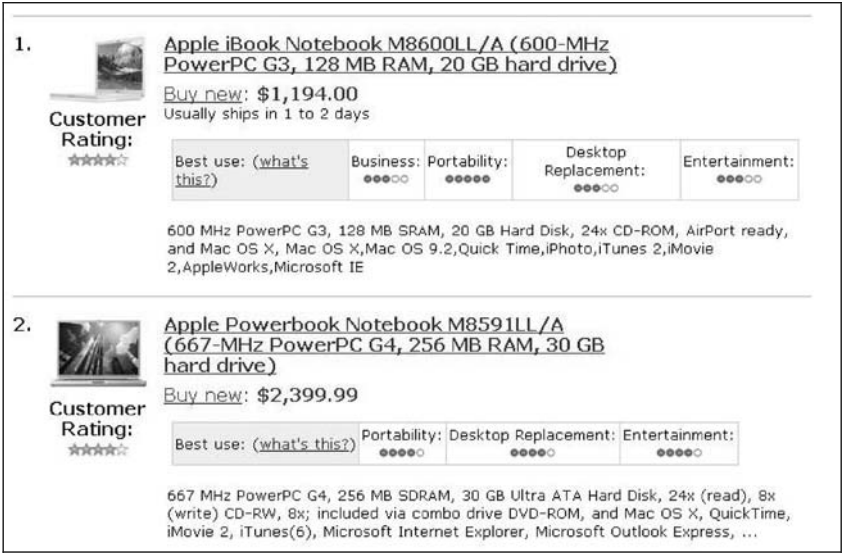 1.
Apple iBook Notebook M8600LL/A (600-MHz
PowerPC G3, 128 MB RAM, 20 GB hard drive)
Buy new: $1,194.00
Usually ships in 1 to 2 days
Customer
Rating:
Best use: (what's
this?)
Business:
Portability:
Desktop
Replacement:
Entertainment:
600 MHz PowerPC G3, 128 MB SRAM, 20 GB Hard Disk, 24x CD-ROM, AirPort ready,
and Mac OS X, Mac OS X,Mac OS 9.2,Quick Time,iPhoto,iTunes 2,iMovie
2,AppleWorks,Microsoft IE
2.
Apple Powerbook Notebook M8591LL/A
(667-MHz PowerPC G4, 256 MB RAM, 30 GB
hard drive)
Buy new: $2,399.99
Customer
Rating:
Best use: (what's this?)
Portability:
Desktop Replacement:
Entertainment:
667 MHz PowerPC G4, 256 MB SDRAM, 30 GB Ultra ATA Hard Disk, 24x (read), 8x
(write) CD-RW, 8x; included via combo drive DVD-ROM, and Mac OS X, QuickTime,
iMovie 2, iTunes(6), Microsoft Internet Explorer, Microsoft Outlook Express, ...